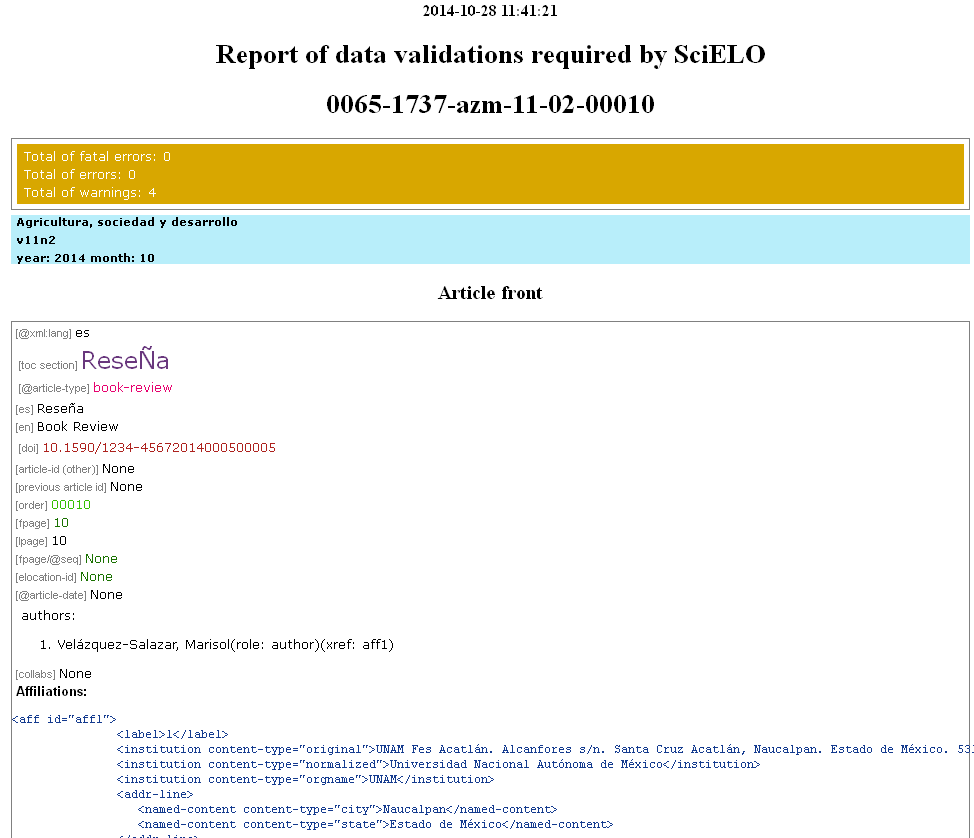 2014-10-28 11:41:21
Report of data validations required by SciELO
0065-1737-azm-11-02-00010
Total of fatal errors: 0
Total of errors: 0
Total of warnings: 4
Agricultura, sociedad y desarrollo
v11n2
year: 2014 month: 10
Article front
[@xml:lang] es
[toc section] ReseÑa
[@article-type] book-review
[es] Reseña
[en] Book Review
[doi] 10.1590/1234-45672014000500005
[article-id (other)] None
[previous article id] None
[order] 00010
[fpage] 10
[lpage] 10
[fpage/@seq] None
[elocation-id] None
[@article-date] None
authors:
1. Velázquez-Salazar, Marisol(role: author)(xref: aff1)
[collabs] None
Affiliations:
<aff id="aff1">
<label>1</label>
<institution content-type="original">UNAM Fes Acatlán. Alcanfores s/n. Santa Cruz Acatlán, Naucalpan. Estado de México.
<institution content-type="normalized">Universidad Nacional Autónoma de México</institution>
<institution content-type="orgname">UNAM</institution>
<addr-line>
<named-content content-type="city">Naucalpan</named-content>
<named-content content-type="state">Estado de México</named-content>
</addr-line>